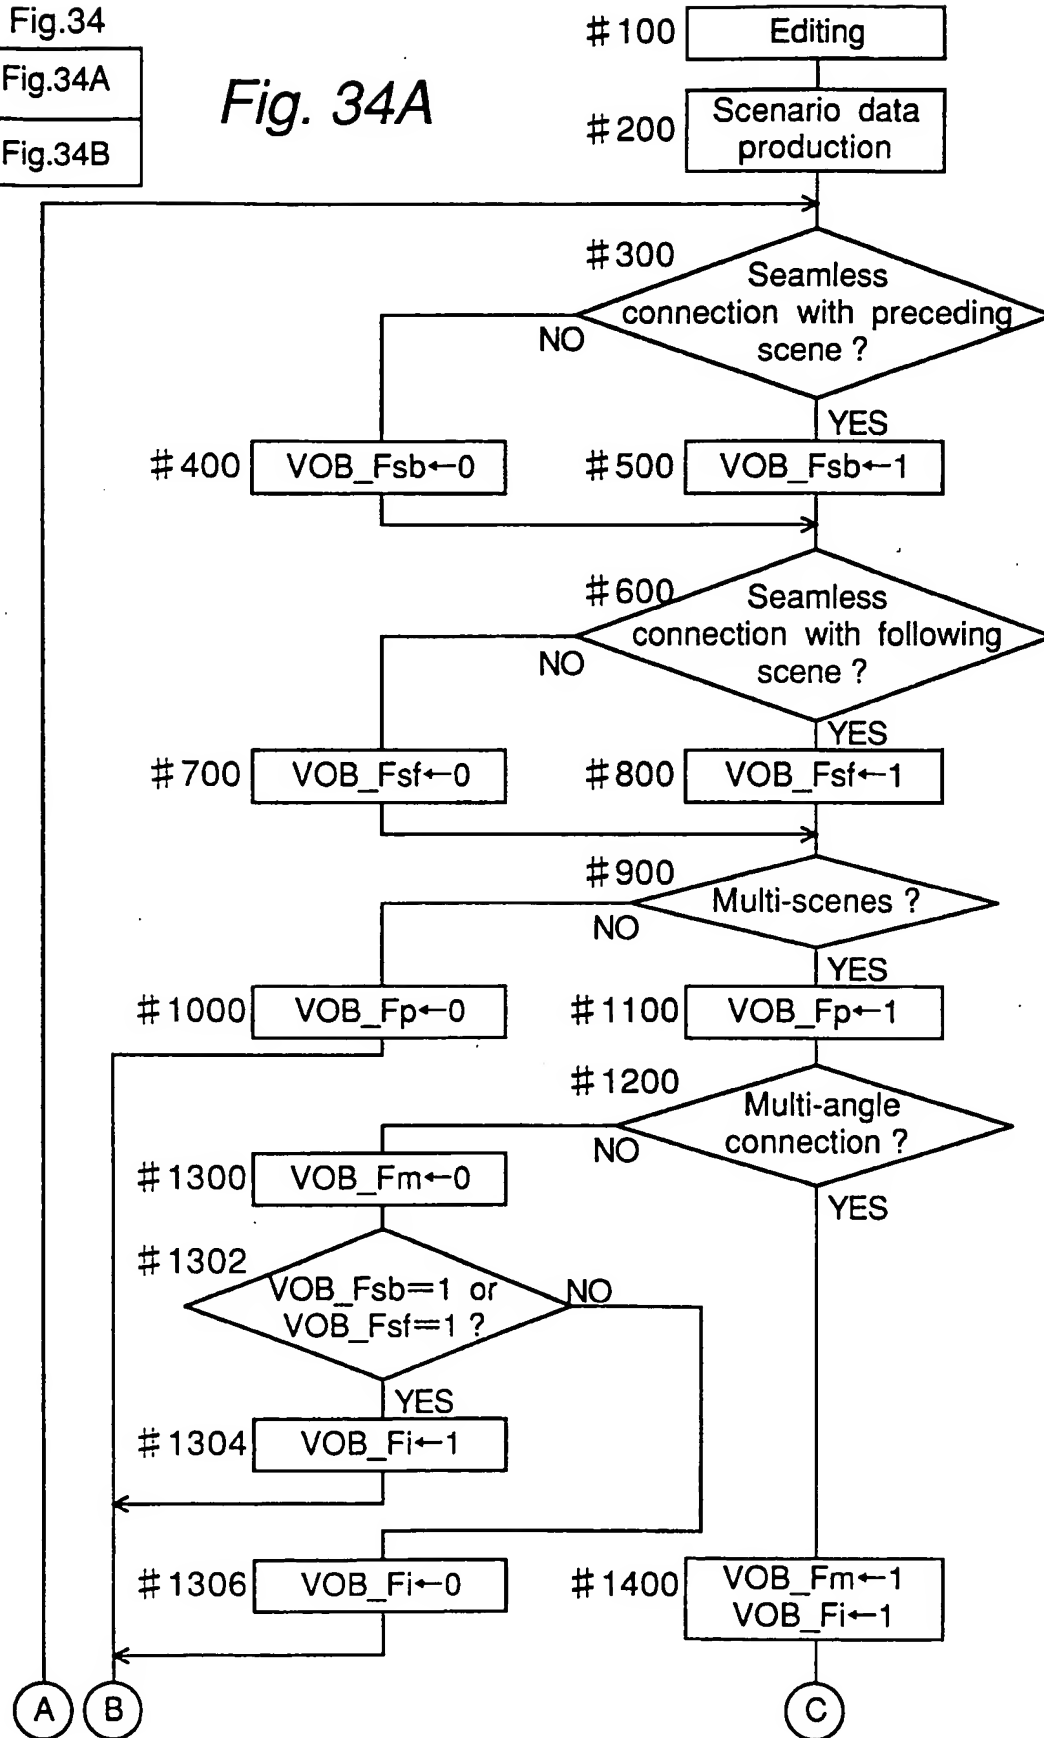 Fig.34
Fig.34A
Fig.34B
Fig. 34A
#100
Editing
#200
Scenario data
production
#300
Seamless
connection with preceding
scene ?
NO
YES
#400
VOB_Fsb←0
#500
VOB_Fsb←1
#600
Seamless
connection with following
scene ?
NO
YES
#700
VOB_Fsf←0
#800
VOB_Fsf←1
#900
Multi-scenes ?
NO
YES
#1000
VOB_Fp←0
#1100
VOB_Fp←1
#1200
Multi-angle
connection ?
NO
YES
#1300
VOB_Fm←0
#1302
VOB_Fsb=1 or
VOB_Fsf=1 ?
NO
YES
#1304
VOB_Fi←1
#1306
VOB_Fi←0
#1400
VOB_Fm←1
VOB_Fi←1
A
B
C